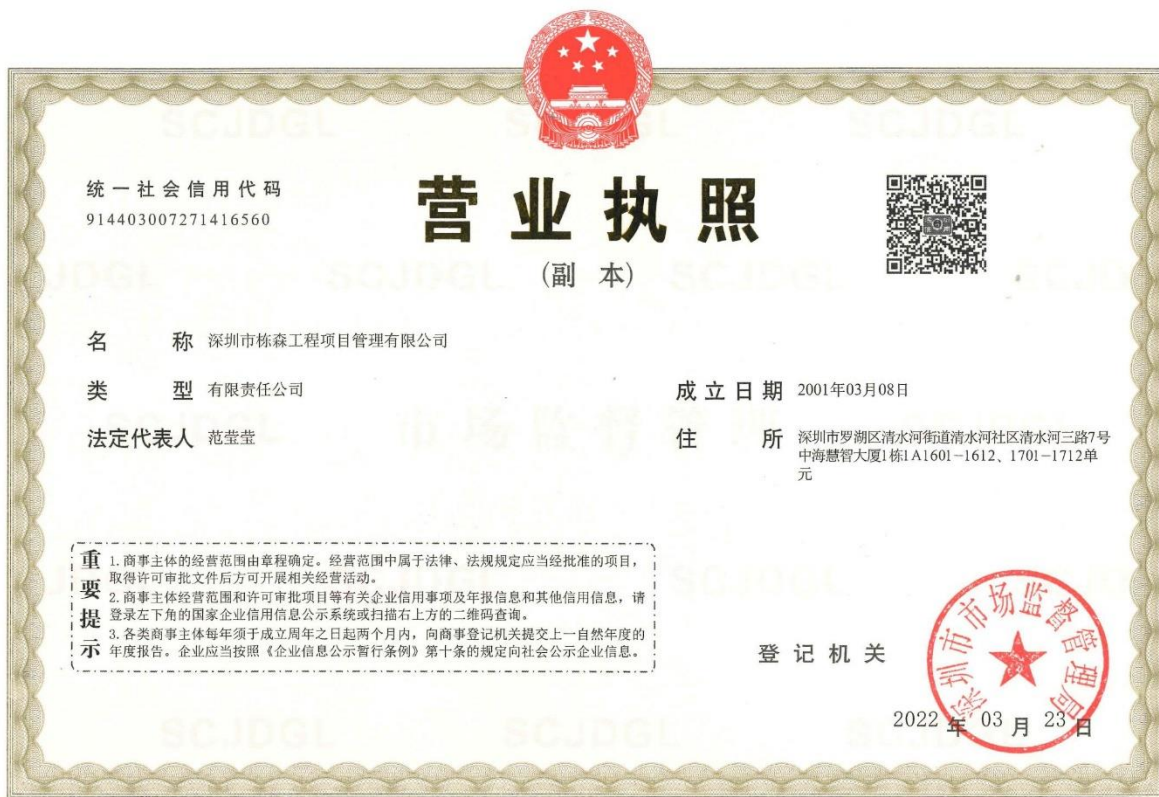 统一社会信用代码
914403007271416560
营业执照
(副 本)
名 称 深圳市栋森工程项目管理有限公司
类 型 有限责任公司
成立日期 2001年03月08日
法定代表人 范莹莹
住 所 深圳市罗湖区清水河街道清水河社区清水河三路7号
中海慧智大厦1栋1A1601-1612、1701-1712单
元
重要提示
1.商事主体的经营范围由章程确定。经营范围中属于法律、法规规定应当经批准的项目,
取得许可审批文件后方可开展相关经营活动。
2.商事主体经营范围和许可审批项目等有关企业信用事项及年报信息和其他信用信息,请
登录左下角的国家企业信用信息公示系统或扫描右上方的二维码查询。
3.各类商事主体每年须于成立周年之日起两个月内,向商事登记机关提交上一自然年度的
年度报告。企业应当按照《企业信息公示暂行条例》第十条的规定向社会公示企业信息。
登记机关
深圳市市场监督管理局
2022 年 03 月 23 日
SCJDGL
市场监督管理